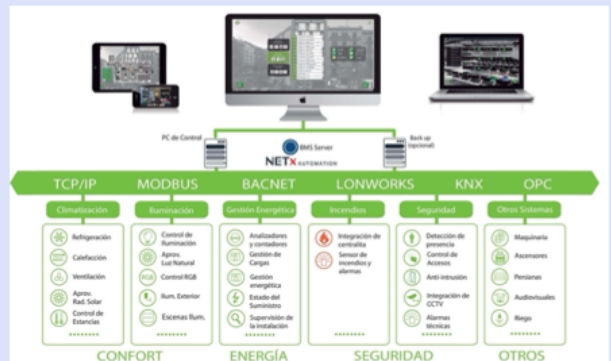 PC de Control
BMS Server
NETX AUTOMATION
Back up
(opcional)
TCP/IP MODBUS BACNET LONWORKS KNX OPC
Climatización
Refrigeración
Calefacción
Ventilación
Aprov.
Rad. Solar
Control de
Estancias
Iluminación
Control de
Iluminación
Aprov.
Luz Natural
RGB
Control RGB
Ilum. Exterior
Escenas Ilum.
Gestión Energética
Analizadores
y contadores
Gestión de
Cargas
Gestión
energética
Estado del
Suministro
Supervisión de
la instalación
Incendios
Integración de
centralita
Sensor de
incendios y
alarmas
Seguridad
Detección de
presencia
Control de
Accesos
Anti-intrusión
Integración de
CCTV
Alarmas
técnicas
Otros Sistemas
Maquinaria
Ascensores
Persianas
Audiovisuales
Riego
CONFORT ENERGÍA SEGURIDAD OTROS